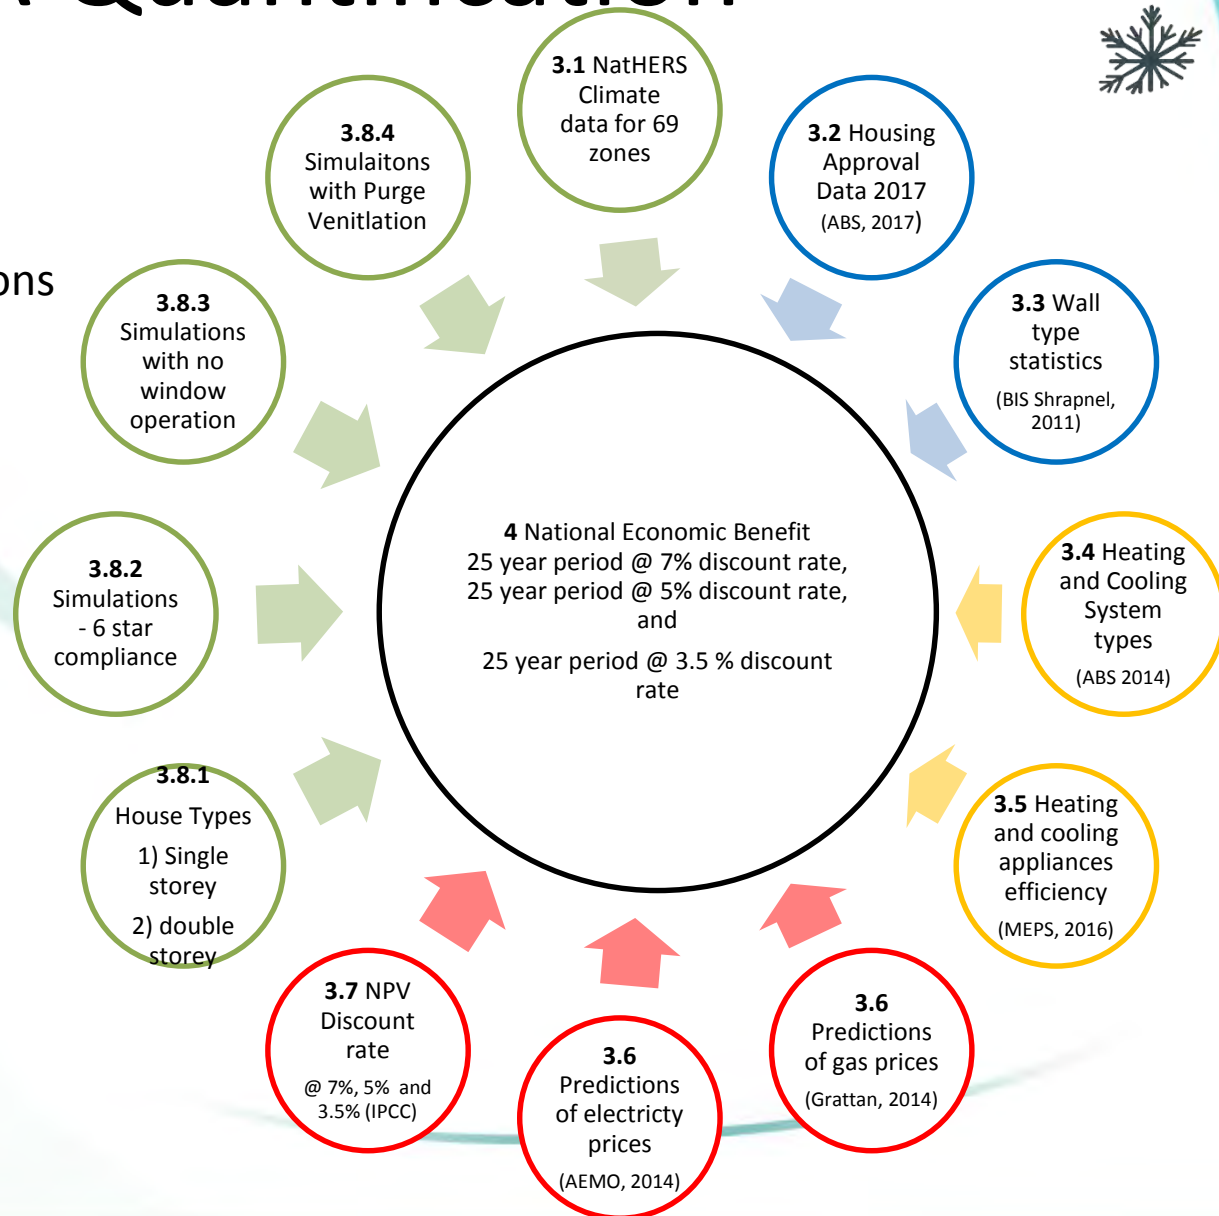 Quantification
ons
3.1 NatHERS
Climate
data for 69
zones
3.2 Housing
Approval
Data 2017
(ABS, 2017)
3.3 Wall
type
statistics
(BIS Shrapnel,
2011)
3.4 Heating
and Cooling
System
types
(ABS 2014)
3.5 Heating
and cooling
appliances
efficiency
(MEPS, 2016)
3.6
Predictions
of gas prices
(Grattan, 2014)
3.6
Predictions
of electricty
prices
(AEMO, 2014)
3.7 NPV
Discount
rate
@ 7%, 5% and
3.5% (IPCC)
3.8.1
House Types
1) Single
storey
2) double
storey
3.8.2
Simulations
- 6 star
compliance
3.8.3
Simulations
with no
window
operation
3.8.4
Simulaitons
with Purge
Venitlation
4 National Economic Benefit
25 year period @ 7% discount rate,
25 year period @ 5% discount rate,
and
25 year period @ 3.5 % discount
rate